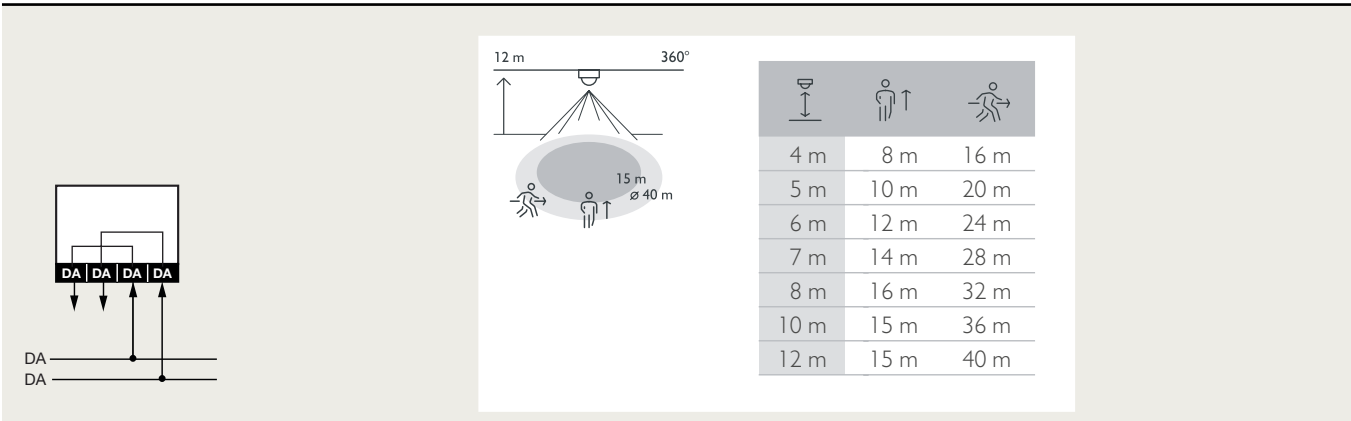 DA DA DA DA
DA
DA
12 m 360°
15 m
ø 40 m
4 m 8 m 16 m
5 m 10 m 20 m
6 m 12 m 24 m
7 m 14 m 28 m
8 m 16 m 32 m
10 m 15 m 36 m
12 m 15 m 40 m